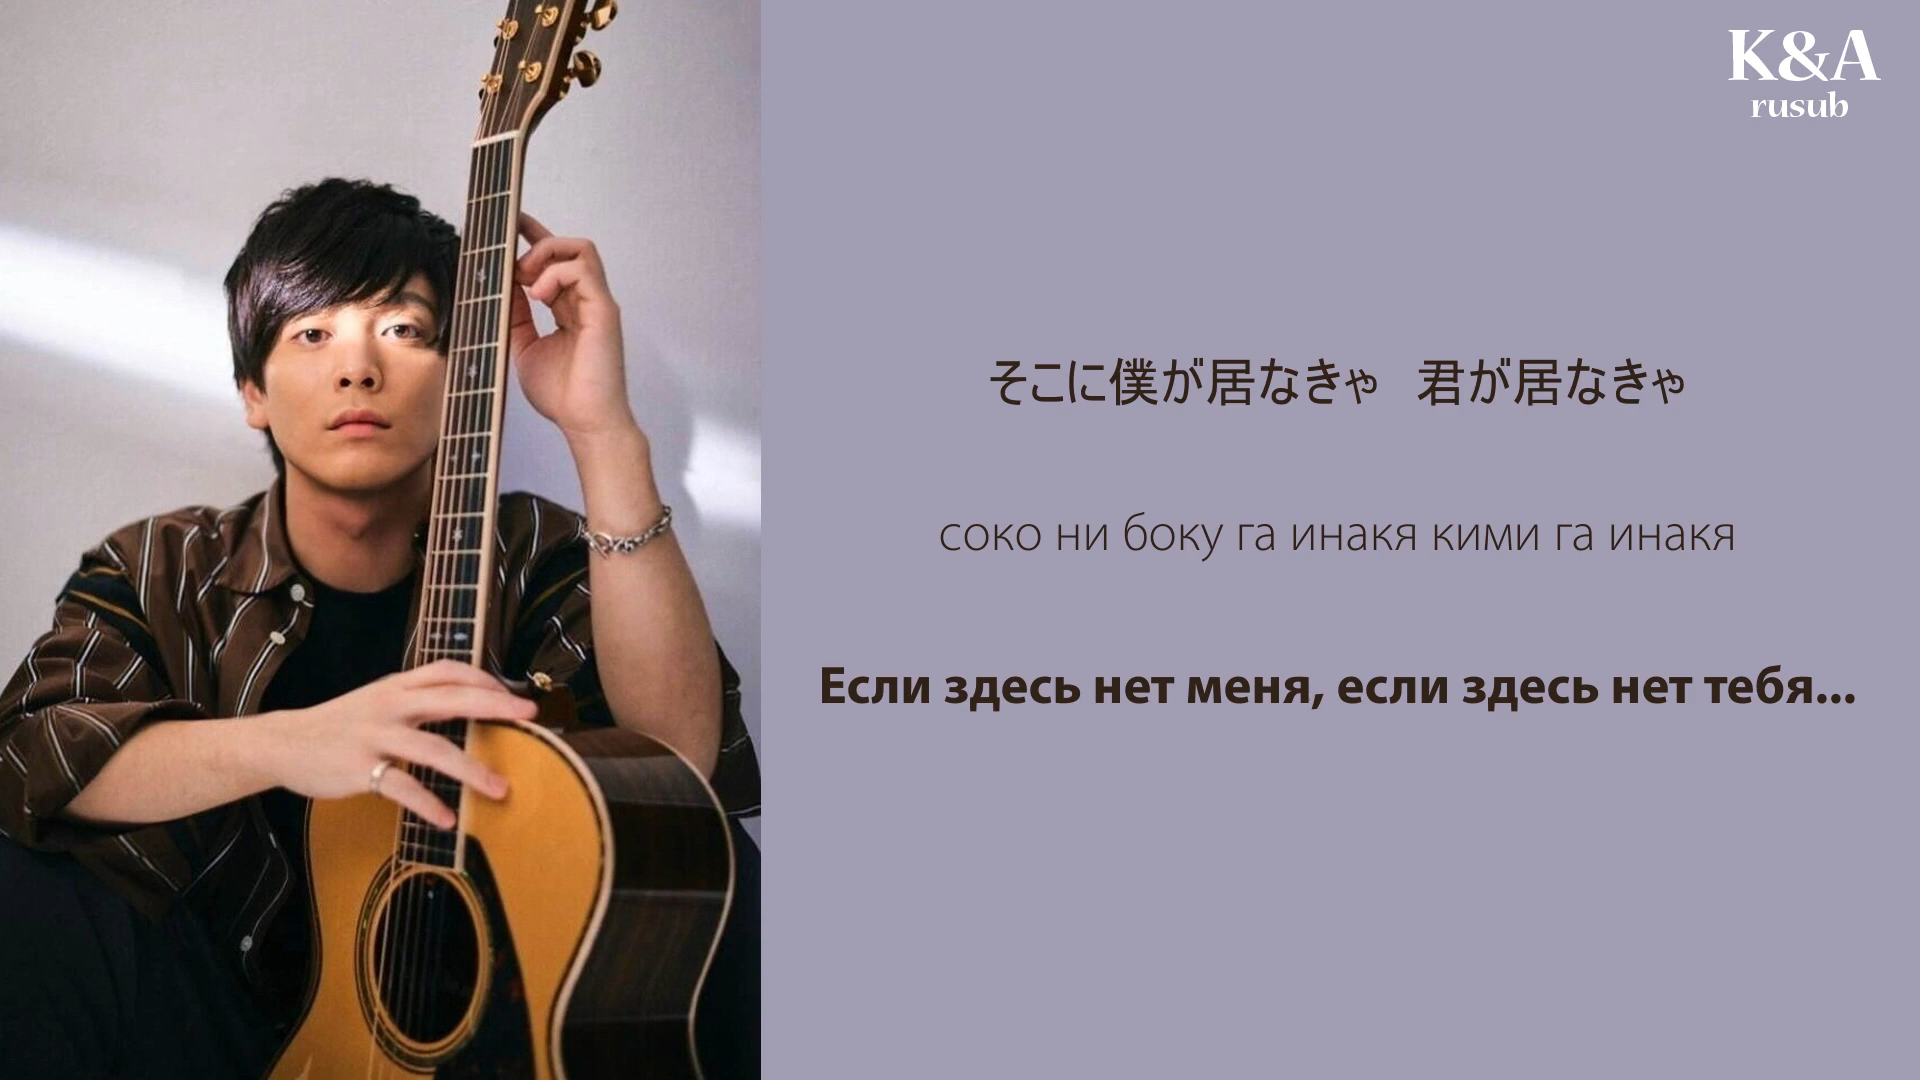 K&A
rusub
そこに僕が居なきゃ　君が居なきゃ
соко ни боку га инакя кими га инакя
Если здесь нет меня, если здесь нет тебя...